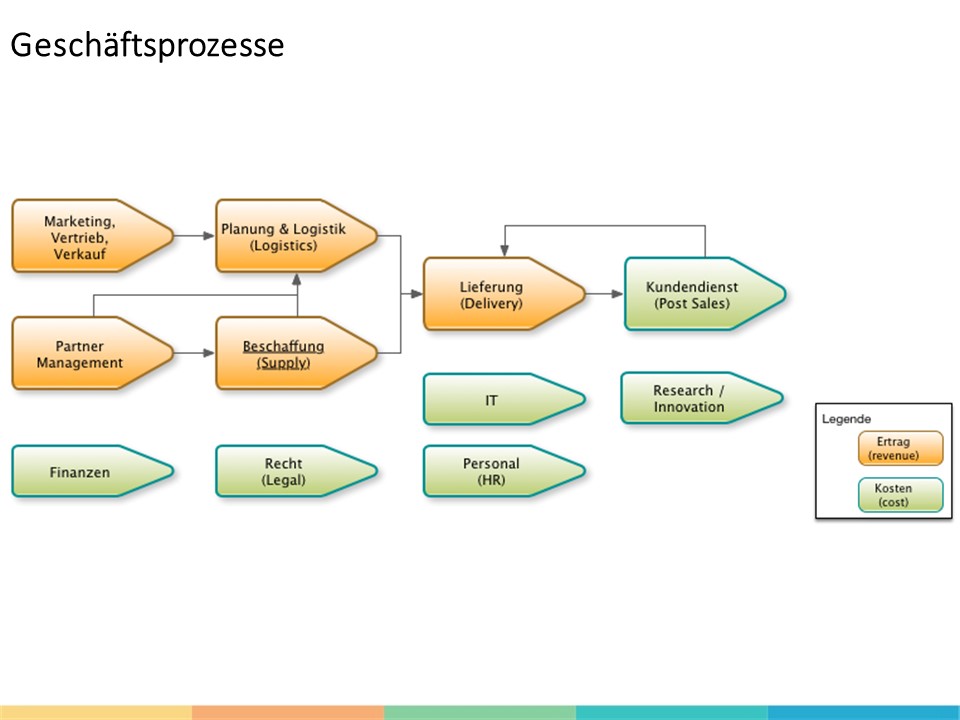 Geschäftsprozesse
Marketing,
Vertrieb,
Verkauf
Planung & Logistik
(Logistics)
Lieferung
(Delivery)
Kundendienst
(Post Sales)
Partner
Management
Beschaffung
(Supply)
IT
Research /
Innovation
Finanzen
Recht
(Legal)
Personal
(HR)
Legende
Ertrag
(revenue)
Kosten
(cost)